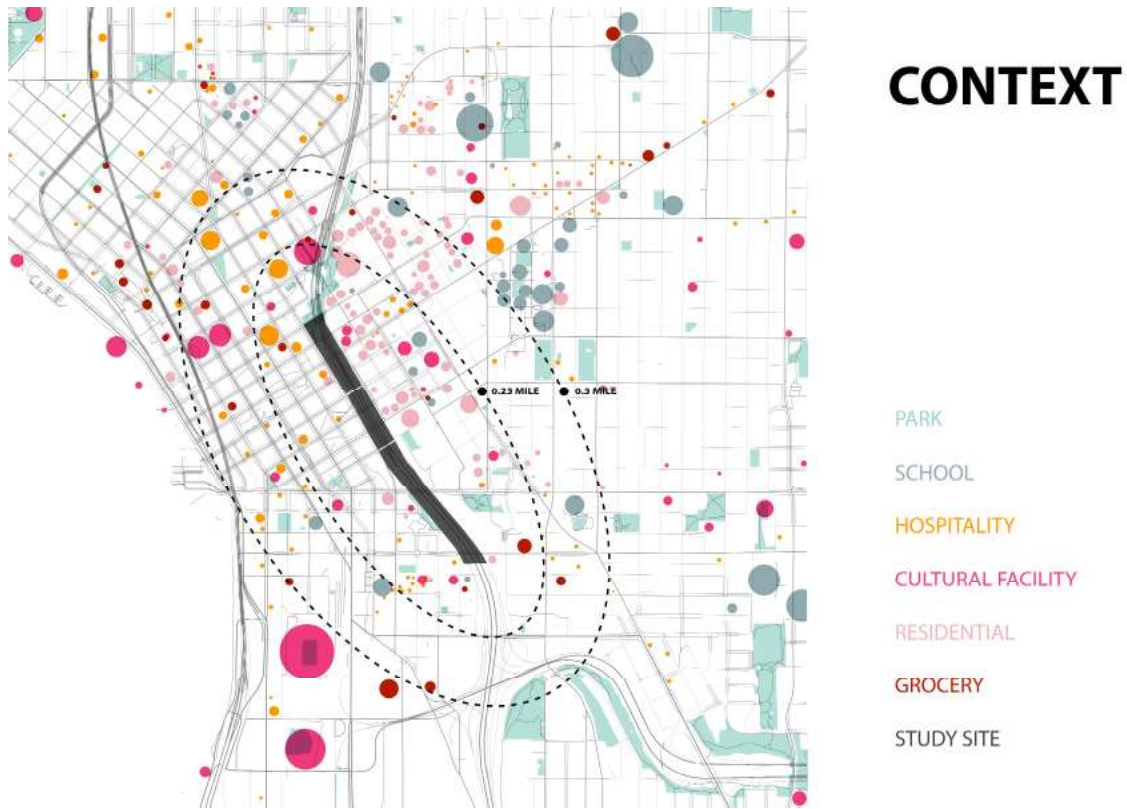 CONTEXT
0.25 MILE
0.5 MILE
PARK
SCHOOL
HOSPITALITY
CULTURAL FACILITY
RESIDENTIAL
GROCERY
STUDY SITE